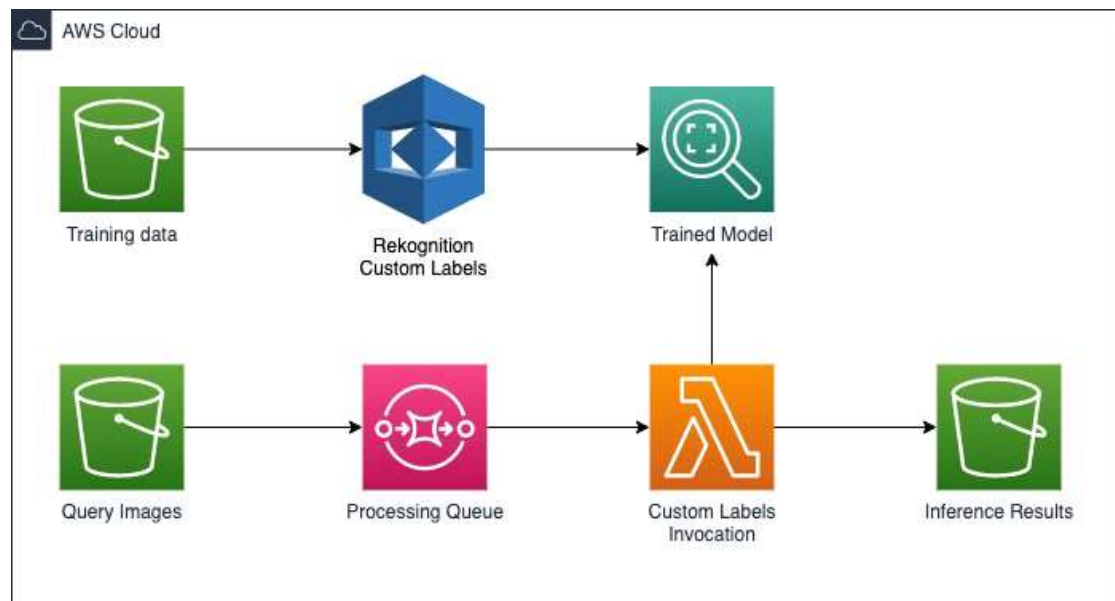 AWS Cloud
Training data
Rekognition
Custom Labels
Trained Model
Query Images
Processing Queue
Custom Labels
Invocation
Inference Results